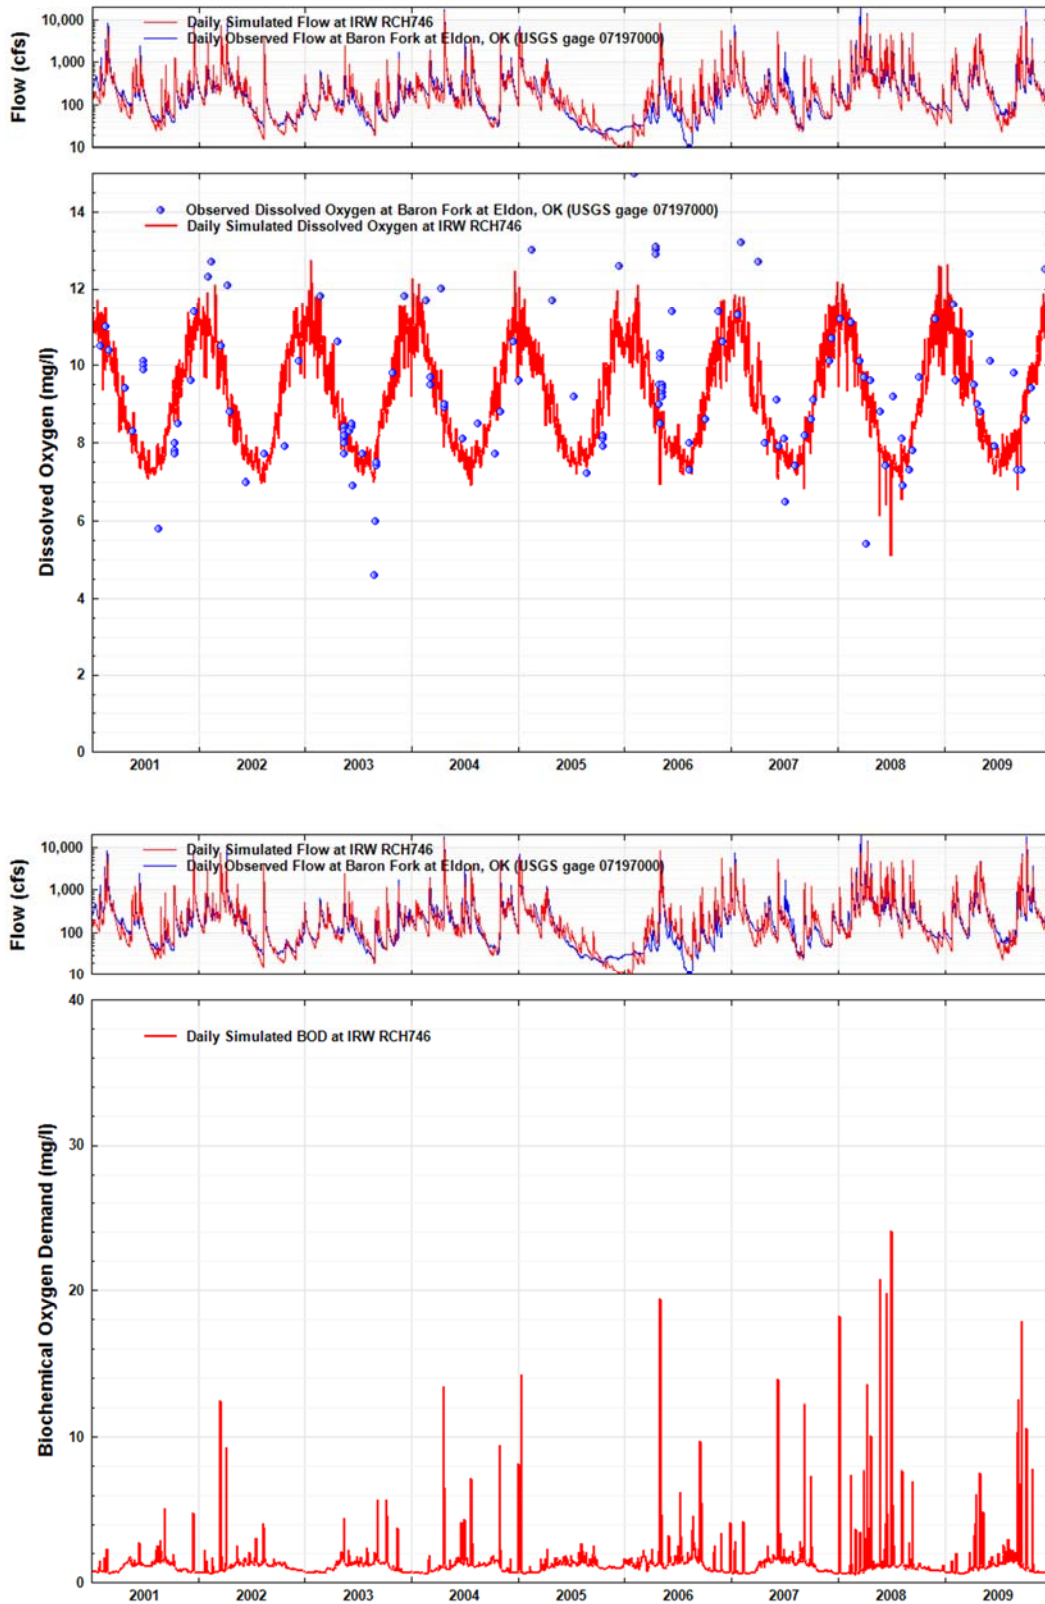 Flow (cfs)
10,000
1,000
100
10
Daily Simulated Flow at IRW RCH746
Daily Observed Flow at Baron Fork at Eldon, OK (USGS gage 07197000)
Dissolved Oxygen (mg/l)
14
12
10
8
6
4
2
0
Observed Dissolved Oxygen at Baron Fork at Eldon, OK (USGS gage 07197000)
Daily Simulated Dissolved Oxygen at IRW RCH746
2001 2002 2003 2004 2005 2006 2007 2008 2009
Flow (cfs)
10,000
1,000
100
10
Daily Simulated Flow at IRW RCH746
Daily Observed Flow at Baron Fork at Eldon, OK (USGS gage 07197000)
Biochemical Oxygen Demand (mg/l)
40
30
20
10
0
Daily Simulated BOD at IRW RCH746
2001 2002 2003 2004 2005 2006 2007 2008 2009